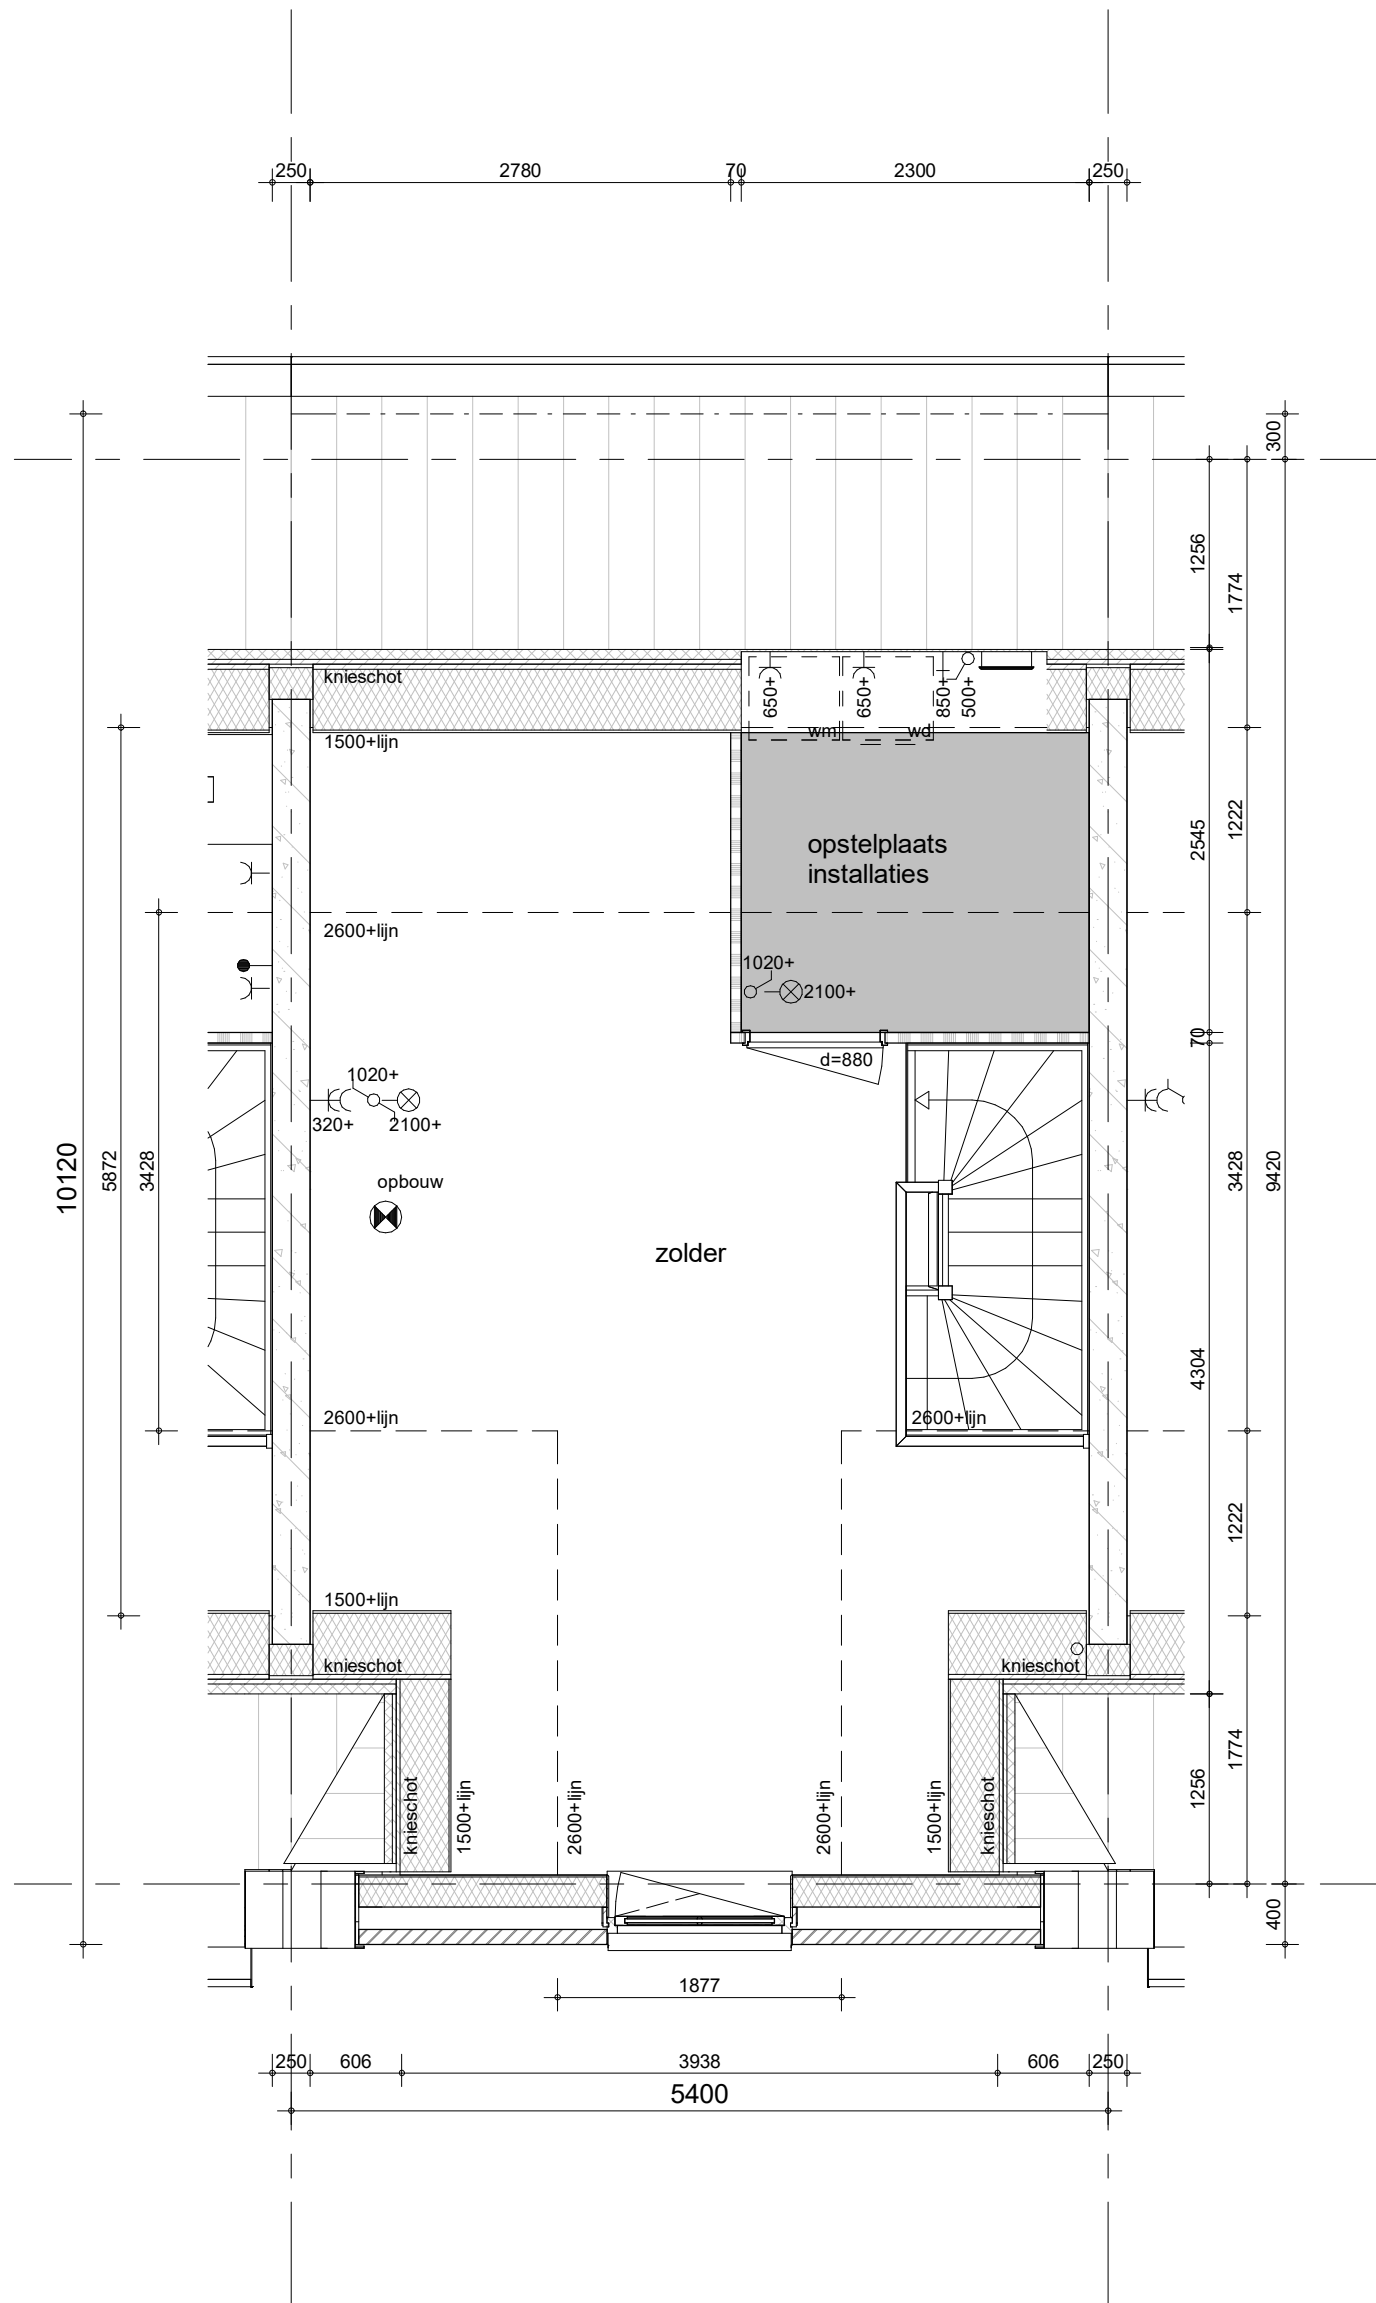 250 2780 70 2300 250
300
1256
1774
knieschot
650+ 650+ 850+ 500+
wm wd
1500+lijn
opstelplaats
installaties
2545
1222
2600+lijn
1020+
2100+
d=880
70
1020+
320+ 2100+
opbouw
zolder
10120
5872
3428
3428
9420
4304
2600+lijn
2600+lijn
1222
1500+lijn
knieschot
knieschot
knieschot
1500+lijn
2600+lijn
2600+lijn
1500+lijn
knieschot
1256
1774
400
1877
250 606 3938 606 250
5400